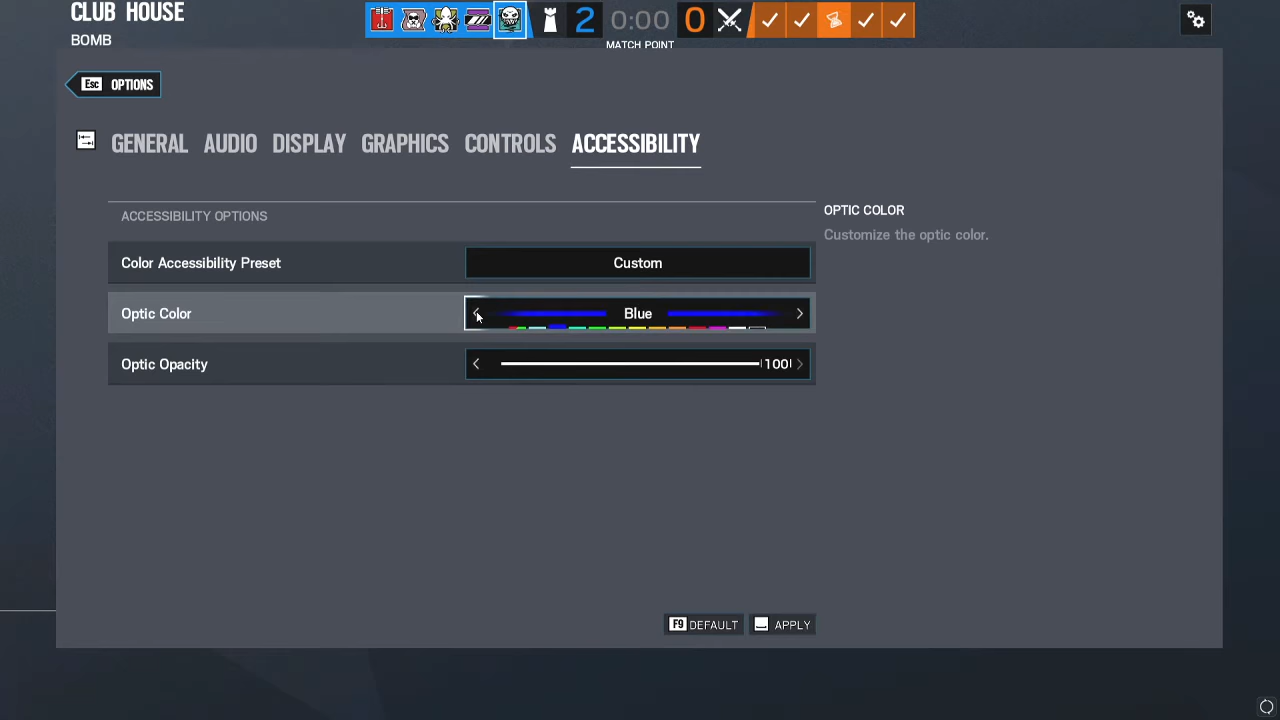 CLUB HOUSE
BOMB
2 0:00 0
MATCH POINT
Esc OPTIONS
GENERAL AUDIO DISPLAY GRAPHICS CONTROLS ACCESSIBILITY
ACCESSIBILITY OPTIONS
Color Accessibility Preset Custom
Optic Color Blue
Optic Opacity 100
OPTIC COLOR
Customize the optic color.
F9 DEFAULT APPLY